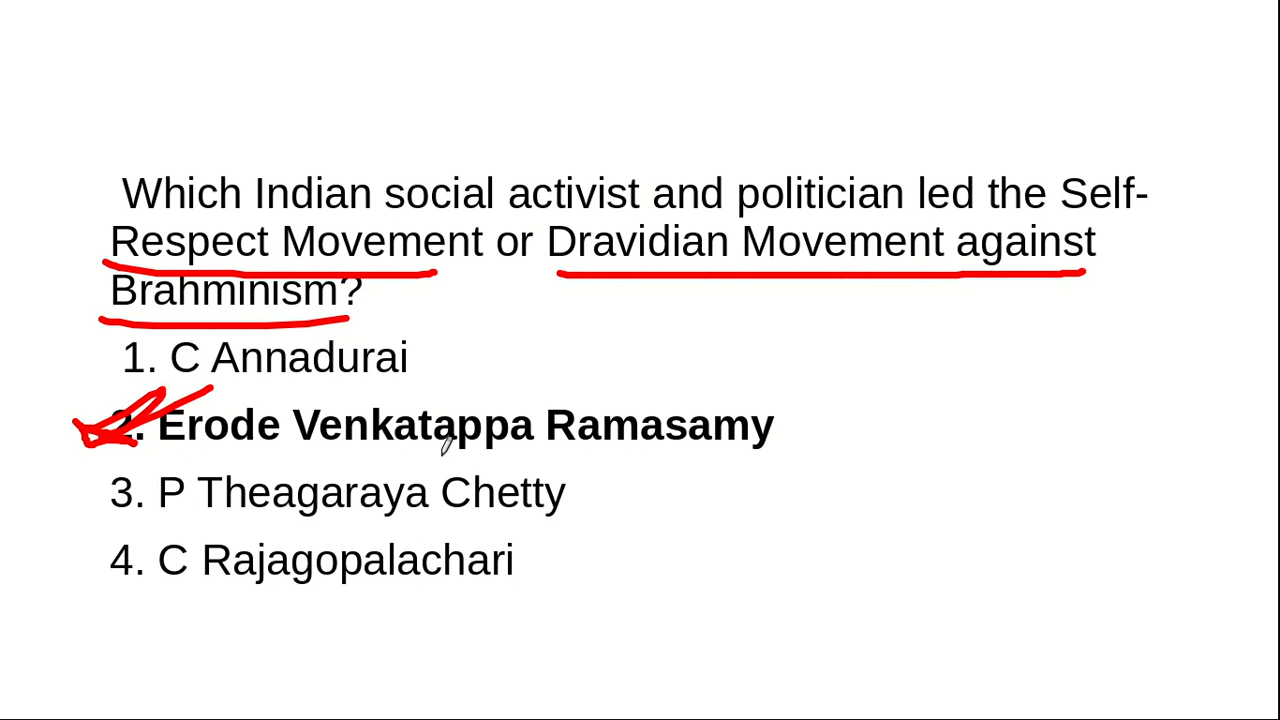 Which Indian social activist and politician led the Self-
Respect Movement or Dravidian Movement against
Brahminism?
1. C Annadurai
2. Erode Venkatappa Ramasamy
3. P Theagaraya Chetty
4. C Rajagopalachari